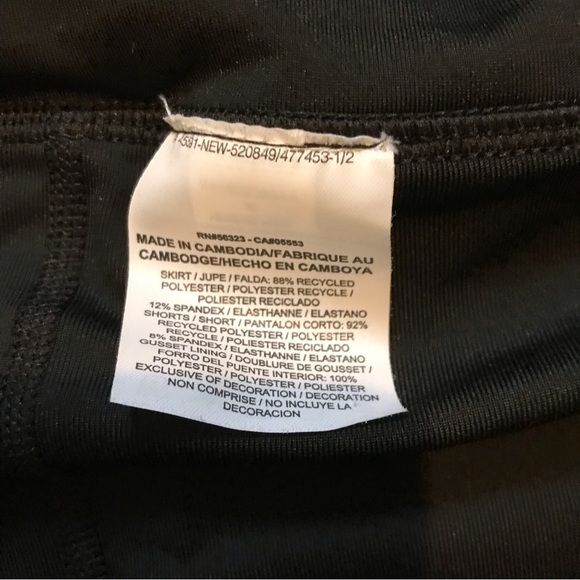 -591-NEW-520849/477453-1/2
RN#56323 - CA#05553
MADE IN CAMBODIA/FABRIQUE AU
CAMBODGE/HECHO EN CAMBOYA
SKIRT / JUPE / FALDA: 88% RECYCLED
POLYESTER / POLYESTER RECYCLE /
POLIESTER RECICLADO
12% SPANDEX / ELASTHANNE / ELASTANO
SHORTS / SHORT / PANTALON CORTO: 92%
RECYCLED POLYESTER / POLYESTER
RECYCLE / POLIESTER RECICLADO
8% SPANDEX / ELASTHANNE / ELASTANO
GUSSET LINING / DOUBLURE DE GOUSSET /
FORRO DEL PUENTE INTERIOR: 100%
POLYESTER / POLYESTER / POLIESTER
EXCLUSIVE OF DECORATION / DECORATION
NON COMPRISE / NO INCLUYE LA
DECORACION